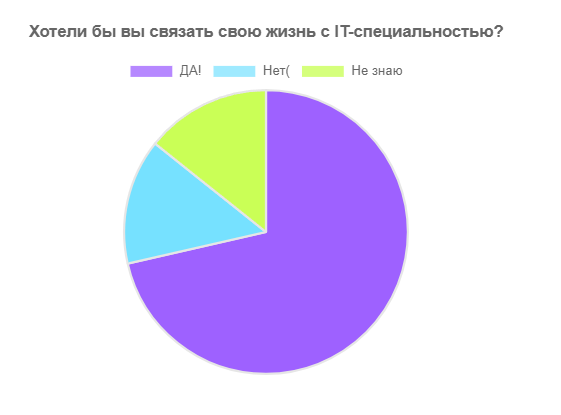 Хотели бы вы связать свою жизнь с IT-специальностью?
ДА! Нет( Не знаю